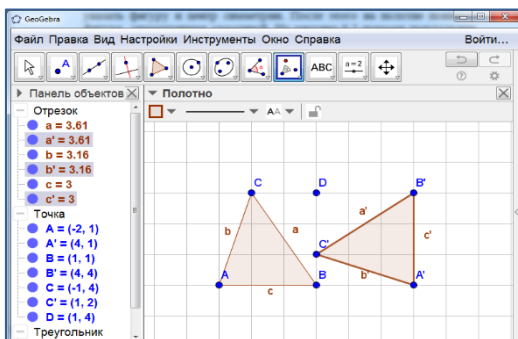 GeoGebra
Файл Правка Вид Настройки Инструменты Окно Справка Войти...
A ABC a=2
Панель объектов Полотно
AA
Отрезок
a = 3.61
a' = 3.61
b = 3.16
b' = 3.16
c = 3
c' = 3
Точка
A = (-2, 1)
A' = (4, 1)
B = (1, 1)
B' = (4, 4)
C = (-1, 4)
C' = (1, 2)
D = (1, 4)
Треугольник
C D B'
b a a' c'
C'
b'
A B A'
c